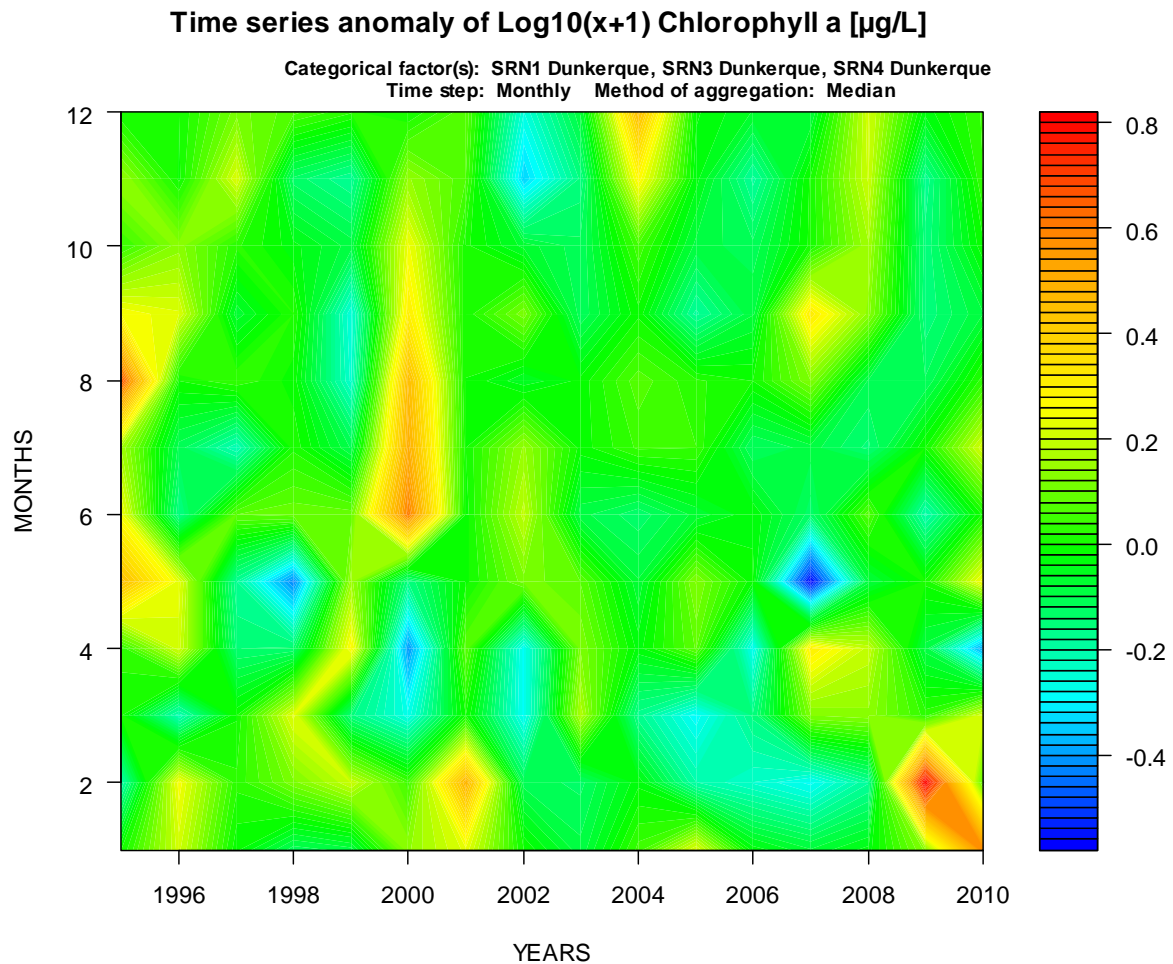 Time series anomaly of Log10(x+1) Chlorophyll a [µg/L]
Categorical factor(s): SRN1 Dunkerque, SRN3 Dunkerque, SRN4 Dunkerque
Time step: Monthly Method of aggregation: Median
12
10
8
6
4
2
MONTHS
1996 1998 2000 2002 2004 2006 2008 2010
YEARS
0.8
0.6
0.4
0.2
0.0
-0.2
-0.4